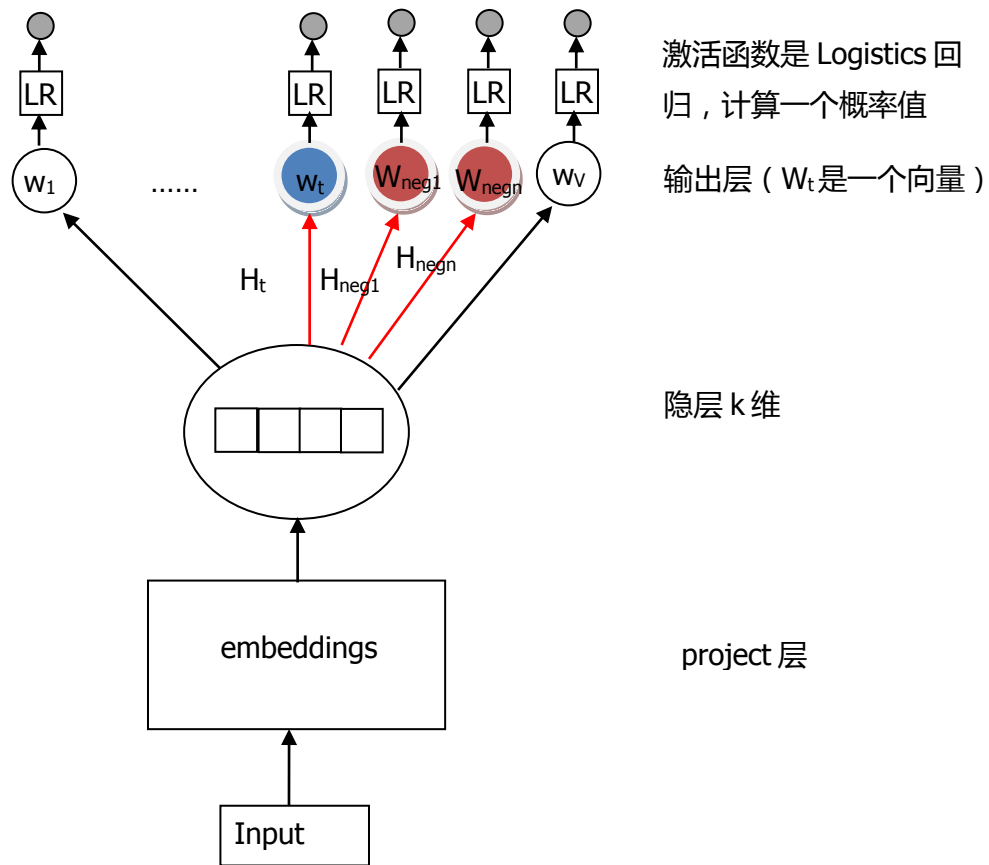 LR LR LR LR LR
激活函数是 Logistics 回
归，计算一个概率值
w1 ...... wt Wneg1 Wnegn wV
输出层（Wt是一个向量）
Ht Hneg1 Hnegn
隐层 k 维
embeddings
project 层
Input